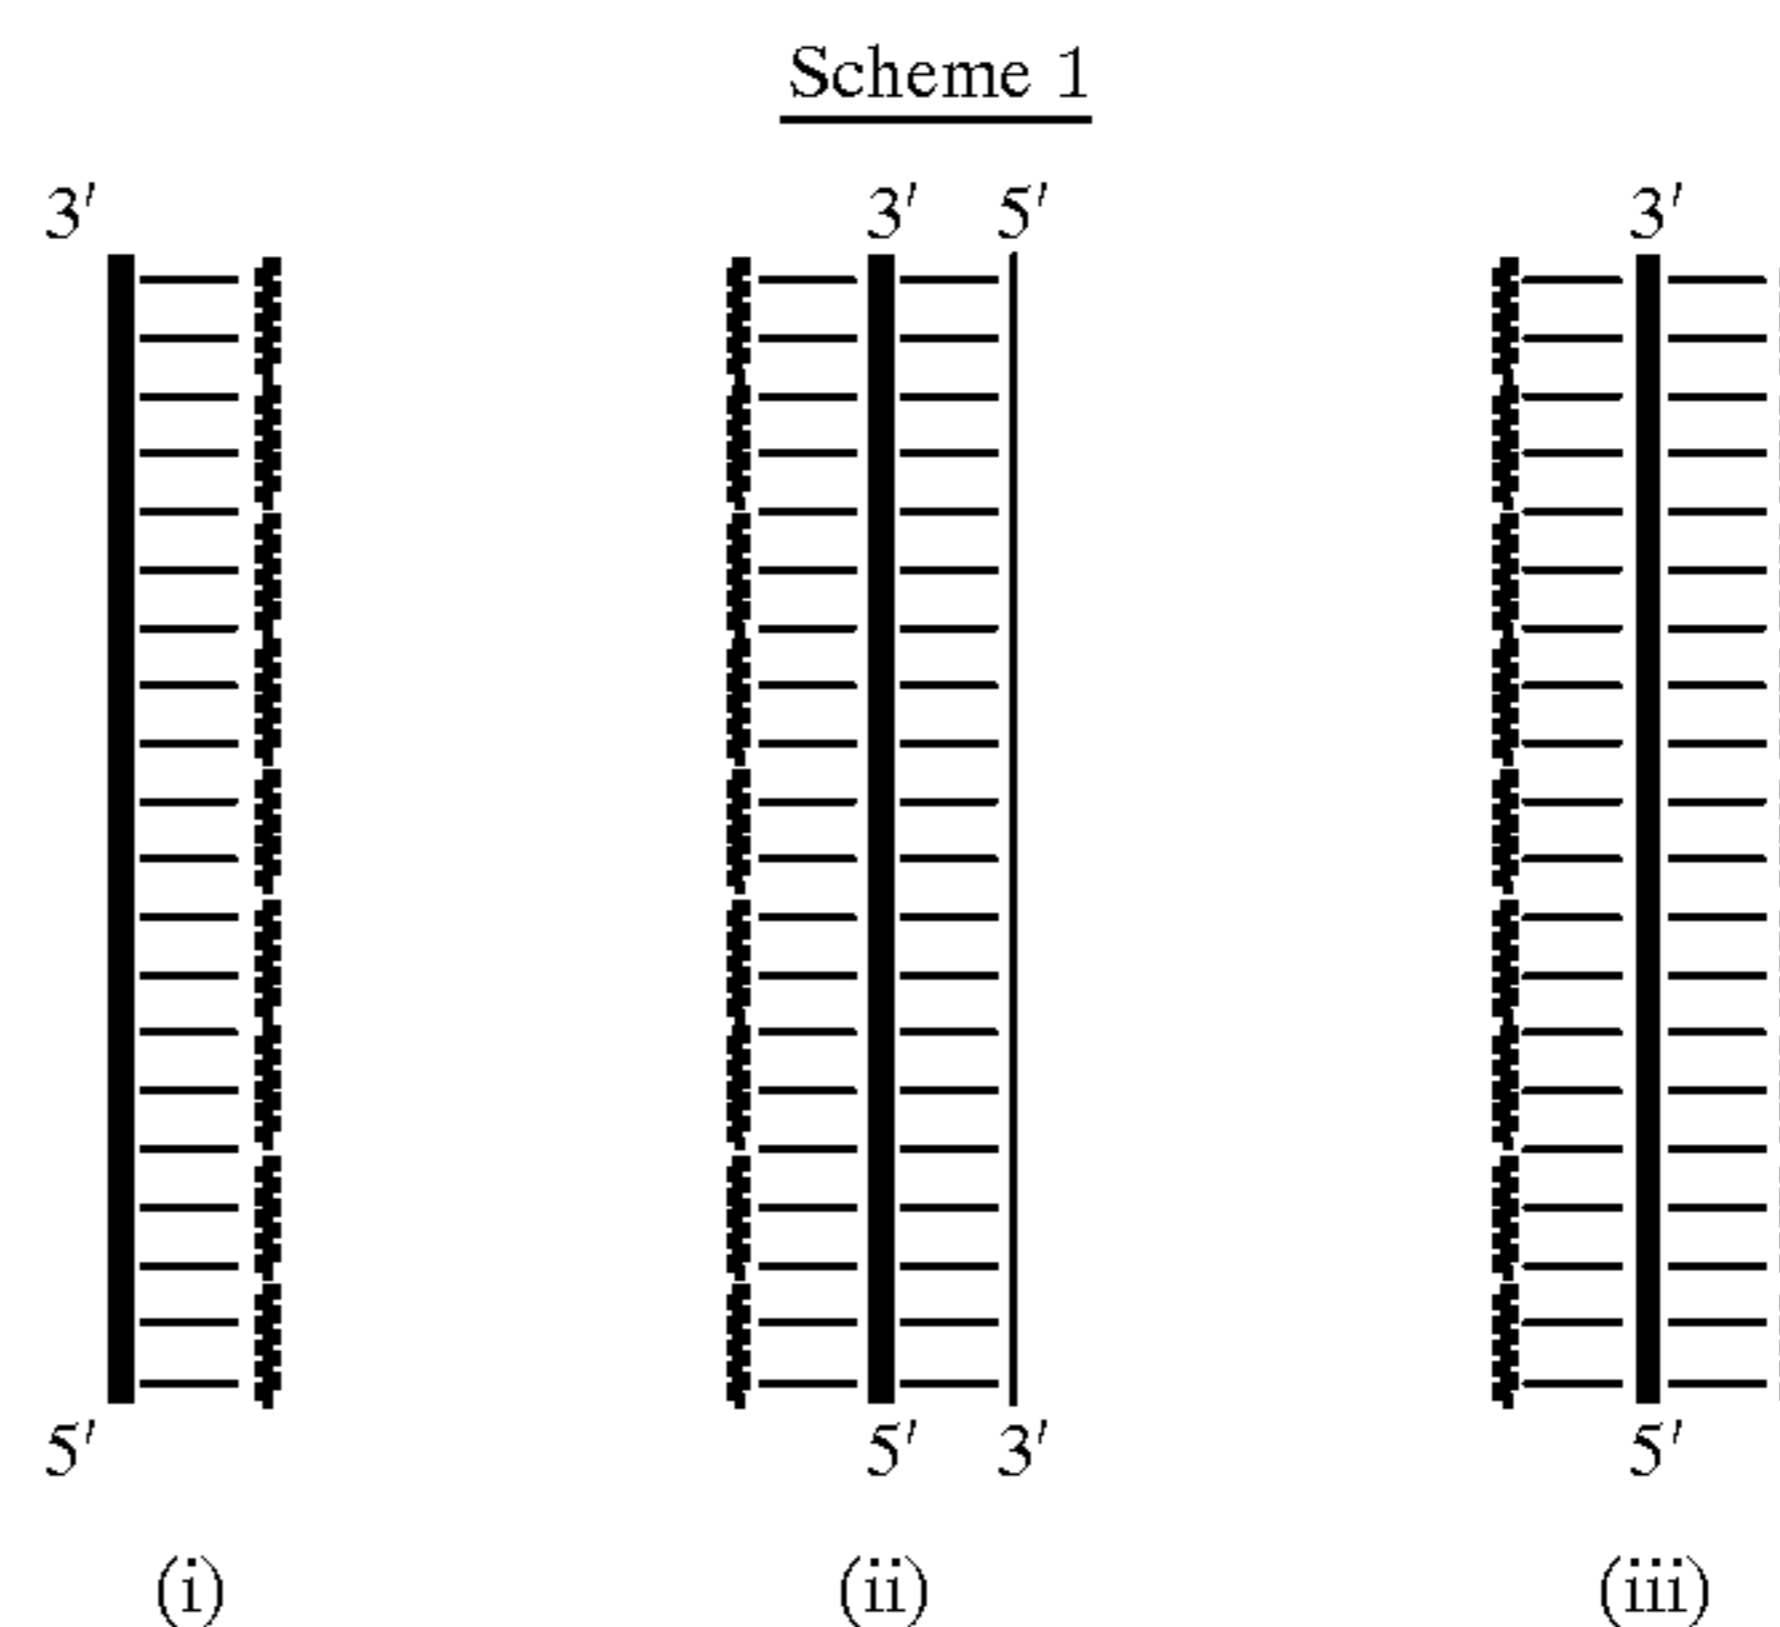 Scheme 1
3′ 3′ 5′ 3′
5′ 5′ 3′ 5′
(i) (ii) (iii)